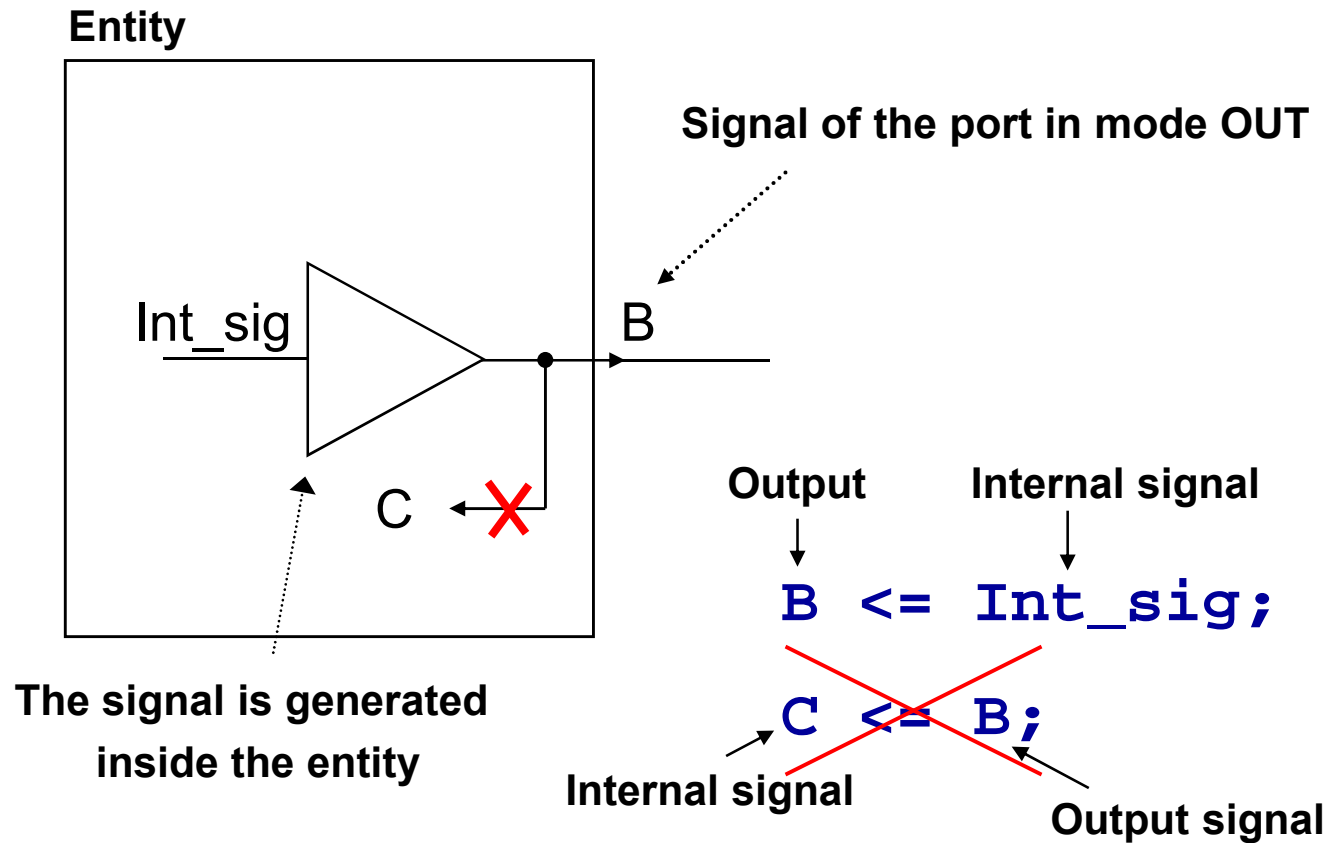 Entity
Signal of the port in mode OUT
Int_sig
B
C
Output
Internal signal
B <= Int_sig;
C <= B;
The signal is generated
inside the entity
Internal signal
Output signal